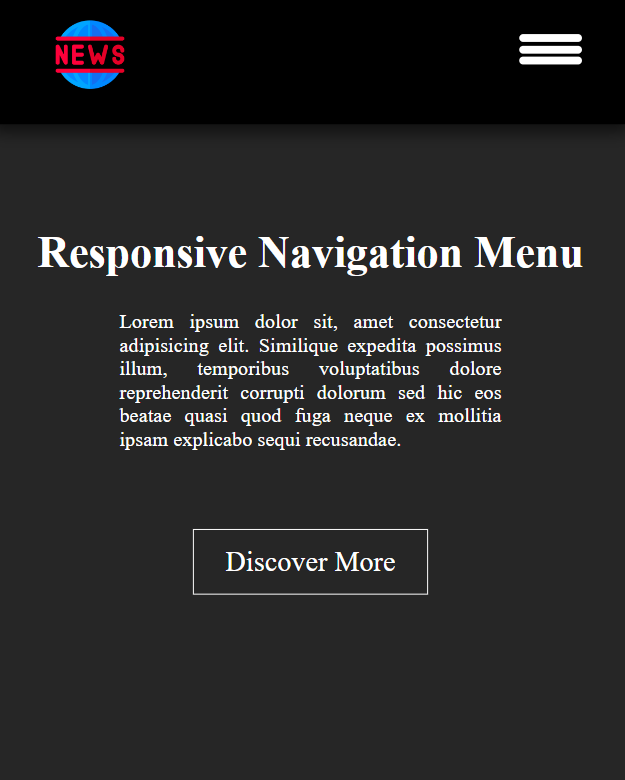 NEWS
Responsive Navigation Menu
Lorem ipsum dolor sit, amet consectetur
adipisicing elit. Similique expedita possimus
illum, temporibus voluptatibus dolore
reprehenderit corrupti dolorum sed hic eos
beatae quasi quod fuga neque ex mollitia
ipsam explicabo sequi recusandae.
Discover More